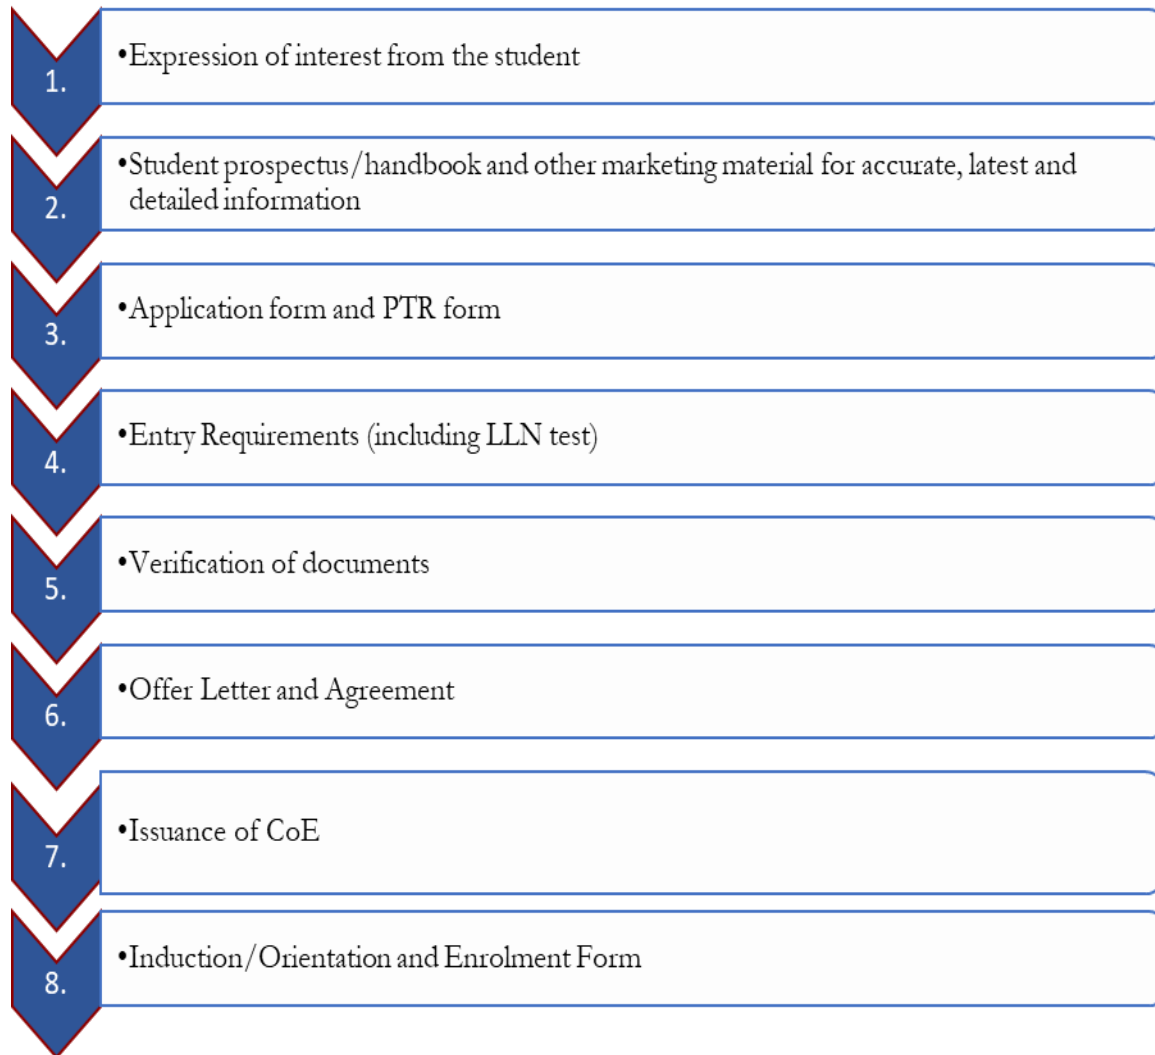 1.
•Expression of interest from the student
2.
•Student prospectus/handbook and other marketing material for accurate, latest and
detailed information
3.
•Application form and PTR form
4.
•Entry Requirements (including LLN test)
5.
•Verification of documents
6.
•Offer Letter and Agreement
7.
•Issuance of CoE
8.
•Induction/Orientation and Enrolment Form